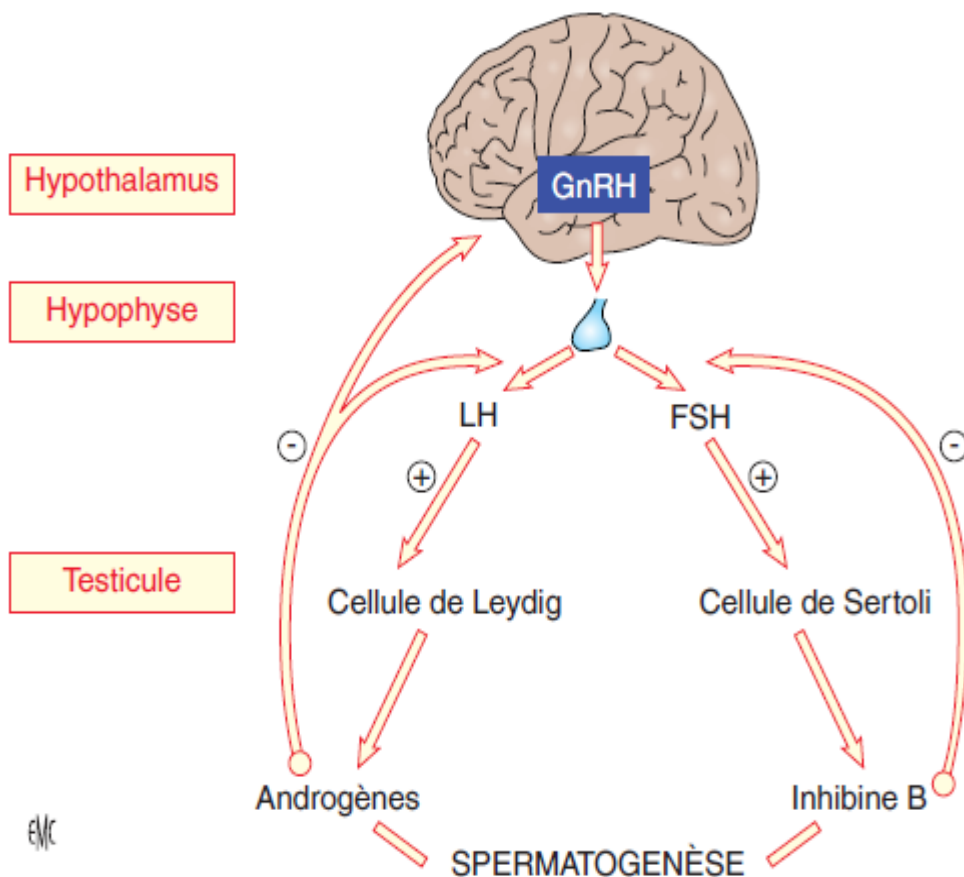 GnRH
Hypothalamus
Hypophyse
LH
FSH
-
-
+
+
Testicule
Cellule de Leydig
Cellule de Sertoli
Androgènes
Inhibine B
EMC
SPERMATOGENÈSE